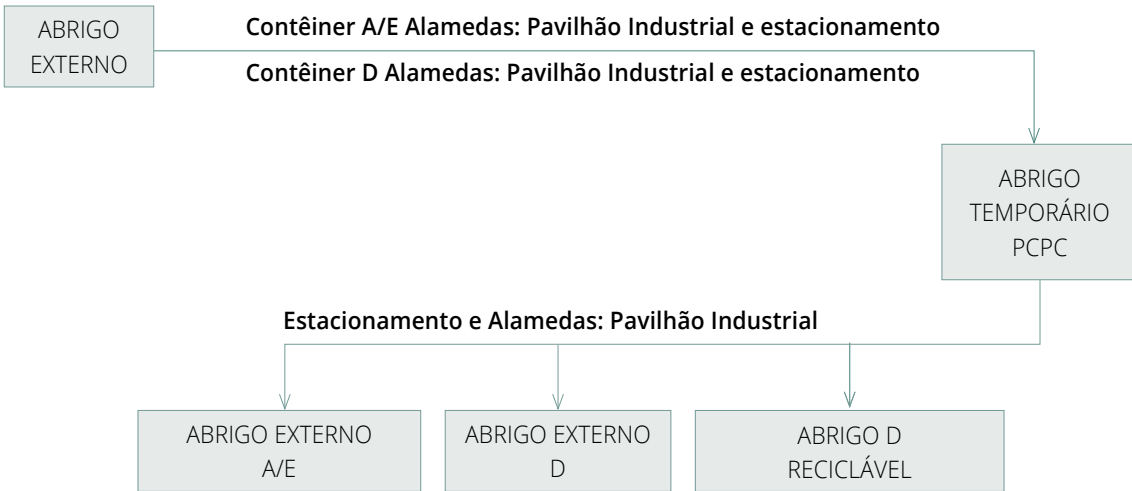 ABRIGO
EXTERNO
Contêiner A/E Alamedas: Pavilhão Industrial e estacionamento
Contêiner D Alamedas: Pavilhão Industrial e estacionamento
ABRIGO
TEMPORÁRIO
PCPC
Estacionamento e Alamedas: Pavilhão Industrial
ABRIGO EXTERNO
A/E
ABRIGO EXTERNO
D
ABRIGO D
RECICLÁVEL